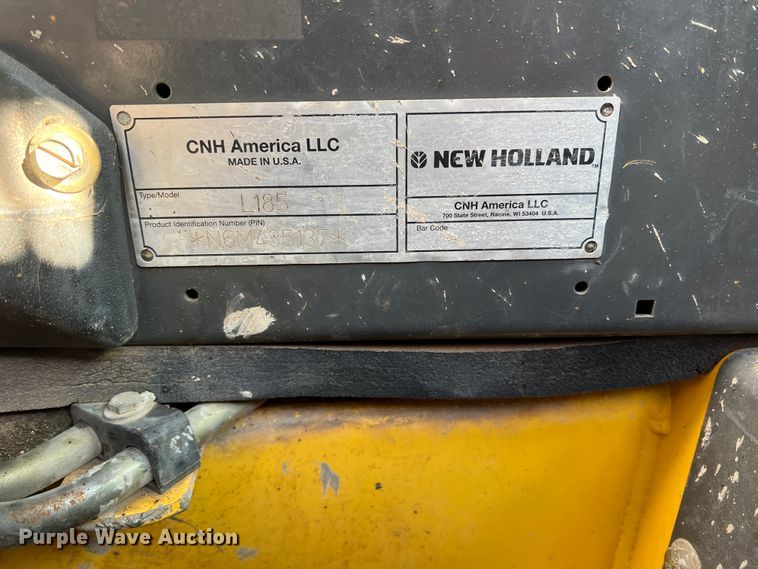 CNH America LLC
MADE IN U.S.A.
Type/Model
L185
Product Identification Number (PIN)
*N6M435137*
NEW HOLLAND™
CNH America LLC
700 State Street, Racine, WI 53404 U.S.A.
Bar Code
Purple Wave Auction